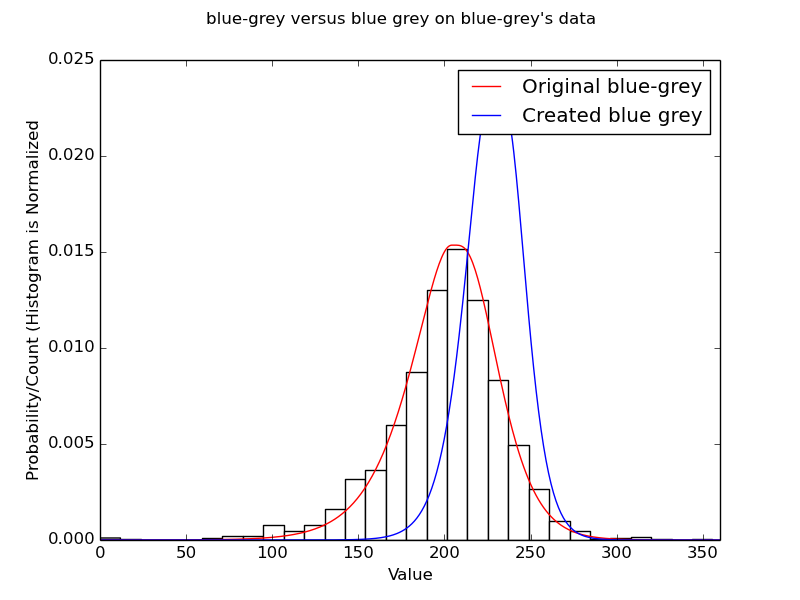 blue-grey versus blue grey on blue-grey's data
Original blue-grey
Created blue grey
Probability/Count (Histogram is Normalized
0.025
0.020
0.015
0.010
0.005
0.000
0 50 100 150 200 250 300 350
Value